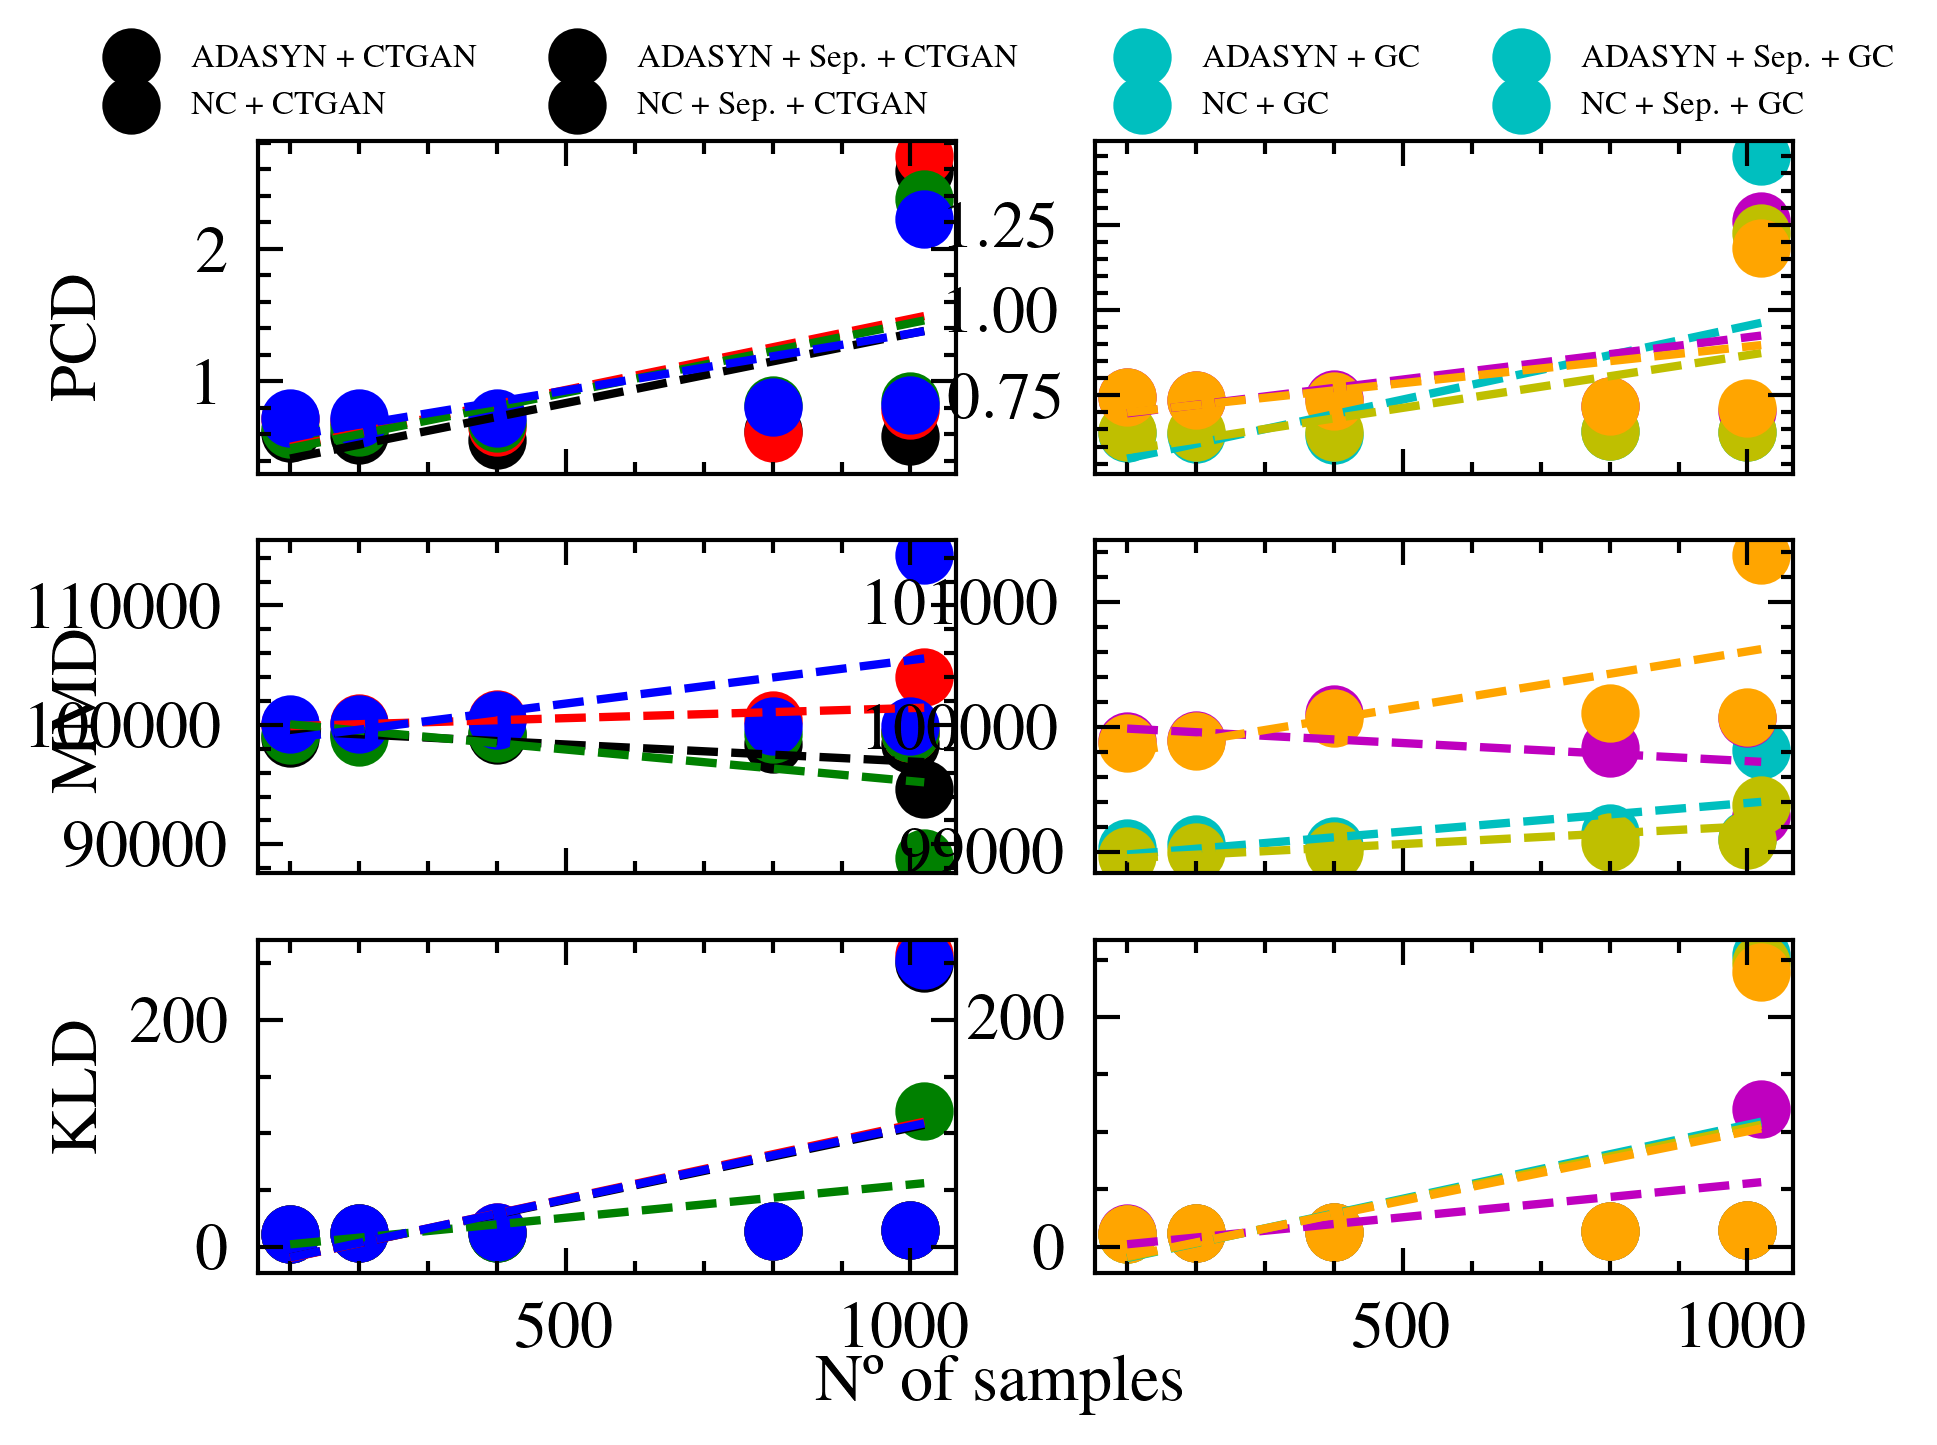 ADASYN + CTGAN
ADASYN + Sep. + CTGAN
ADASYN + GC
ADASYN + Sep. + GC
NC + CTGAN
NC + Sep. + CTGAN
NC + GC
NC + Sep. + GC
PCD
2
1
1.25
1.00
0.75
MMD
110000
100000
90000
101000
100000
99000
KLD
200
0
200
0
500
1000
500
1000
Nº of samples